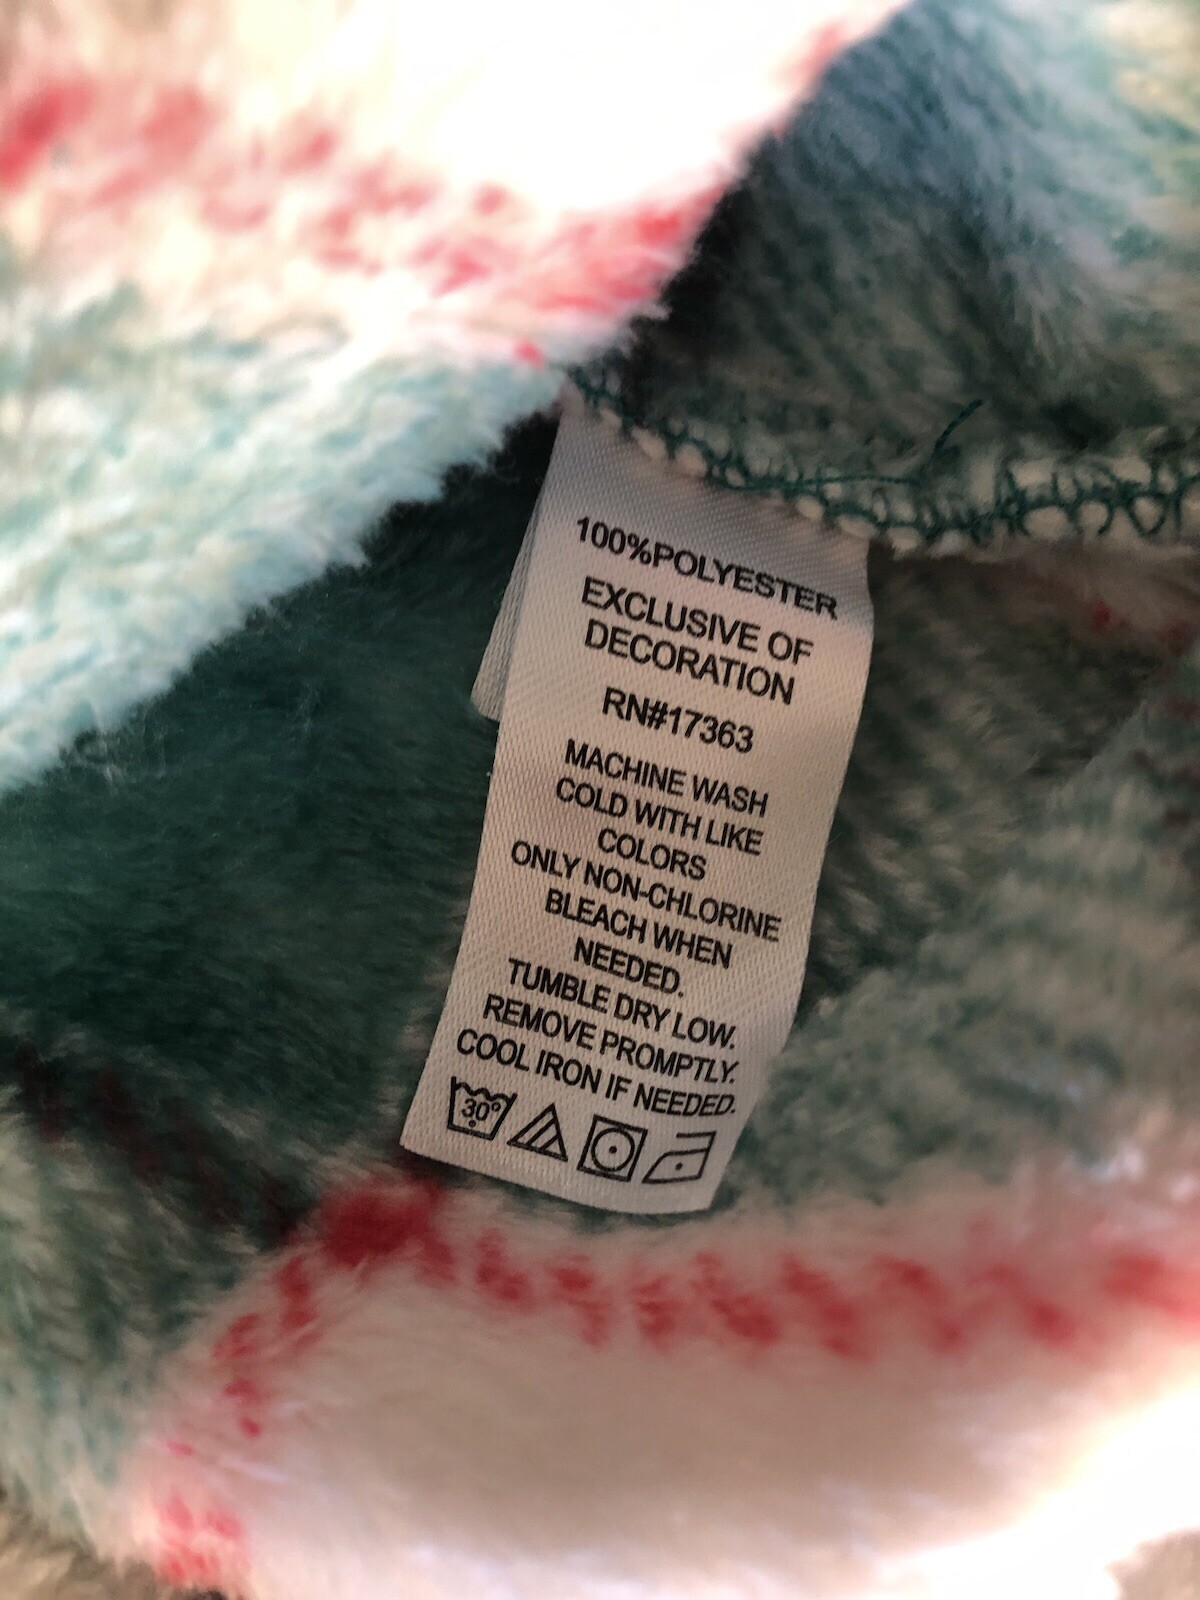 100%POLYESTER
EXCLUSIVE OF
DECORATION
RN#17363
MACHINE WASH
COLD WITH LIKE
COLORS
ONLY NON-CHLORINE
BLEACH WHEN
NEEDED.
TUMBLE DRY LOW.
REMOVE PROMPTLY.
COOL IRON IF NEEDED.
30°